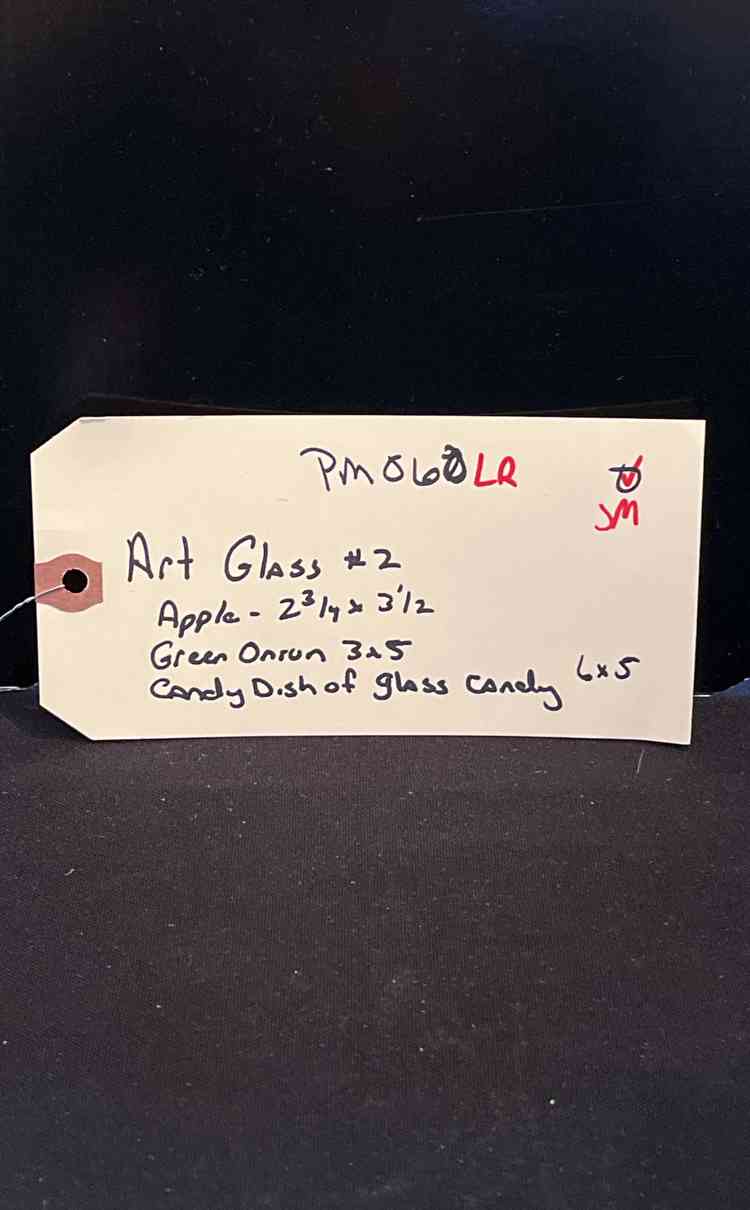 PM060LR
JM
Art Glass #2
Apple - 2 3/4 x 3 1/2
Green Onion 3x5
Candy Dish of glass candy 6x5